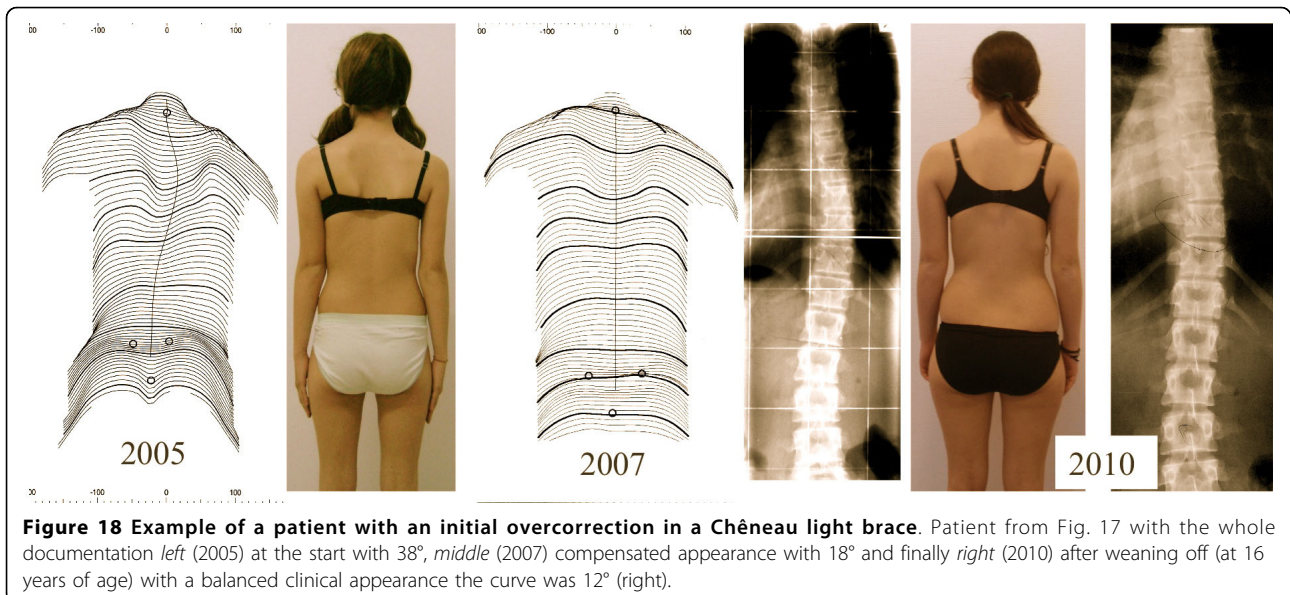 00 -100 0 100
00 -100 0 100
2005
2007
2010
00 -100 0 100
Figure 18 Example of a patient with an initial overcorrection in a Chêneau light brace. Patient from Fig. 17 with the whole
documentation left (2005) at the start with 38°, middle (2007) compensated appearance with 18° and finally right (2010) after weaning off (at 16
years of age) with a balanced clinical appearance the curve was 12° (right).